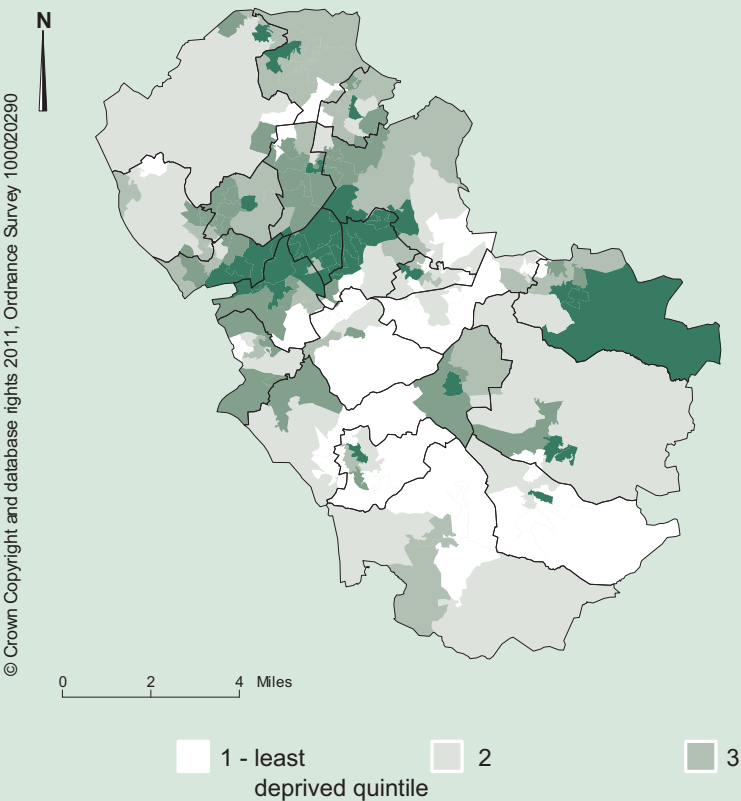 N
© Crown Copyright and database rights 2011, Ordnance Survey 100020290
0 2 4 Miles
1 - least 2 3
deprived quintile